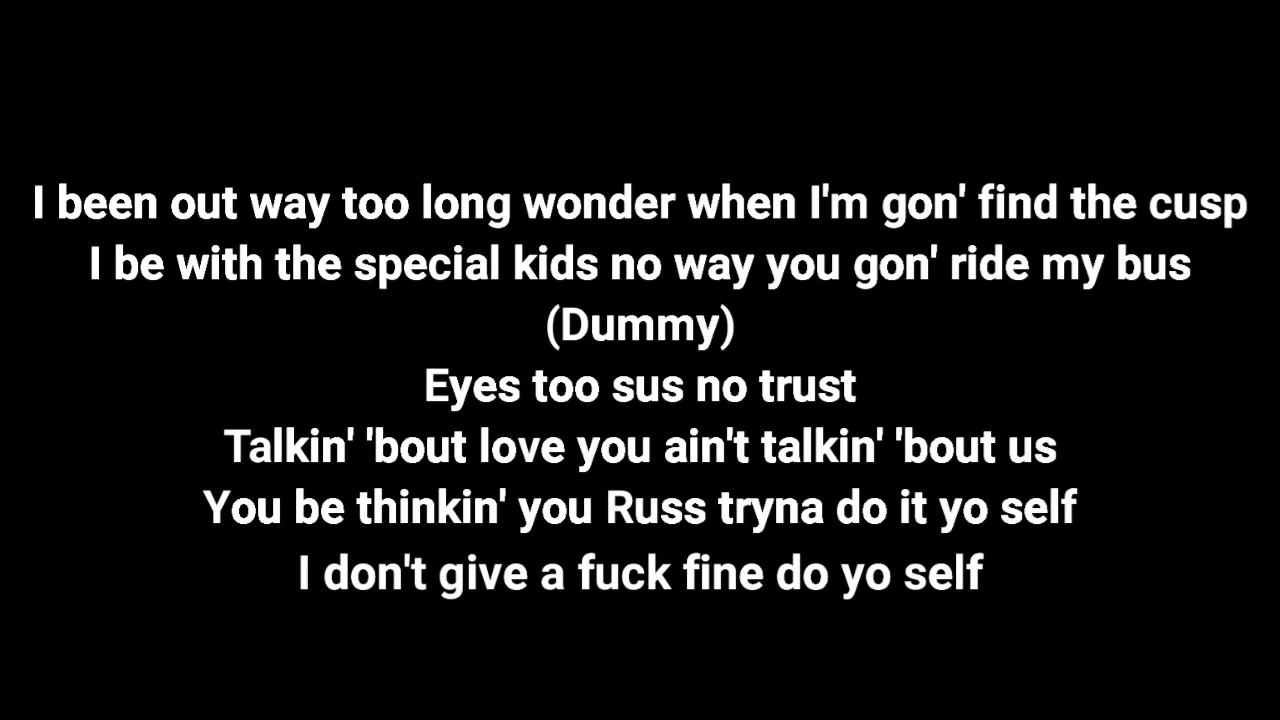 I been out way too long wonder when I'm gon' find the cusp
I be with the special kids no way you gon' ride my bus
(Dummy)
Eyes too sus no trust
Talkin' 'bout love you ain't talkin' 'bout us
You be thinkin' you Russ tryna do it yo self
I don't give a fuck fine do yo self